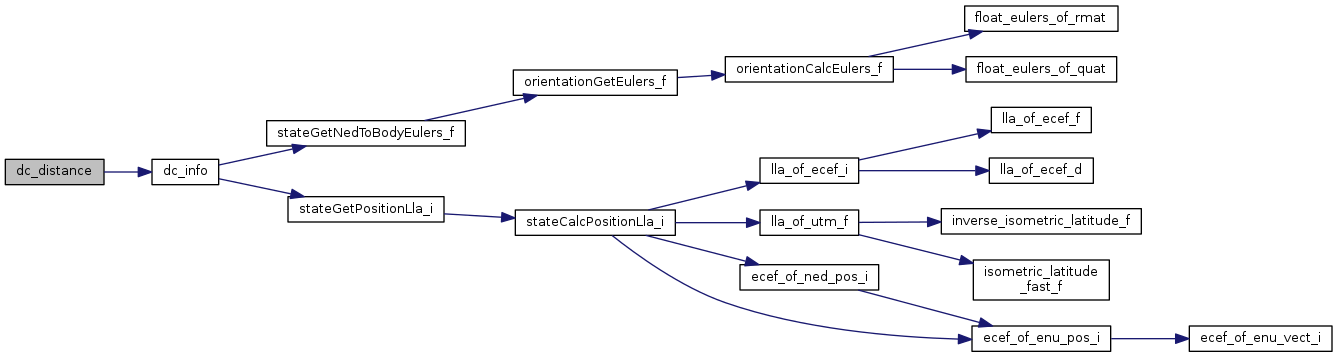 float_eulers_of_rmat
orientationCalcEulers_f
float_eulers_of_quat
orientationGetEulers_f
lla_of_ecef_f
stateGetNedToBodyEulers_f
dc_distance
dc_info
lla_of_ecef_i
lla_of_ecef_d
stateGetPositionLla_i
stateCalcPositionLla_i
lla_of_utm_f
inverse_isometric_latitude_f
ecef_of_ned_pos_i
isometric_latitude
_fast_f
ecef_of_enu_pos_i
ecef_of_enu_vect_i